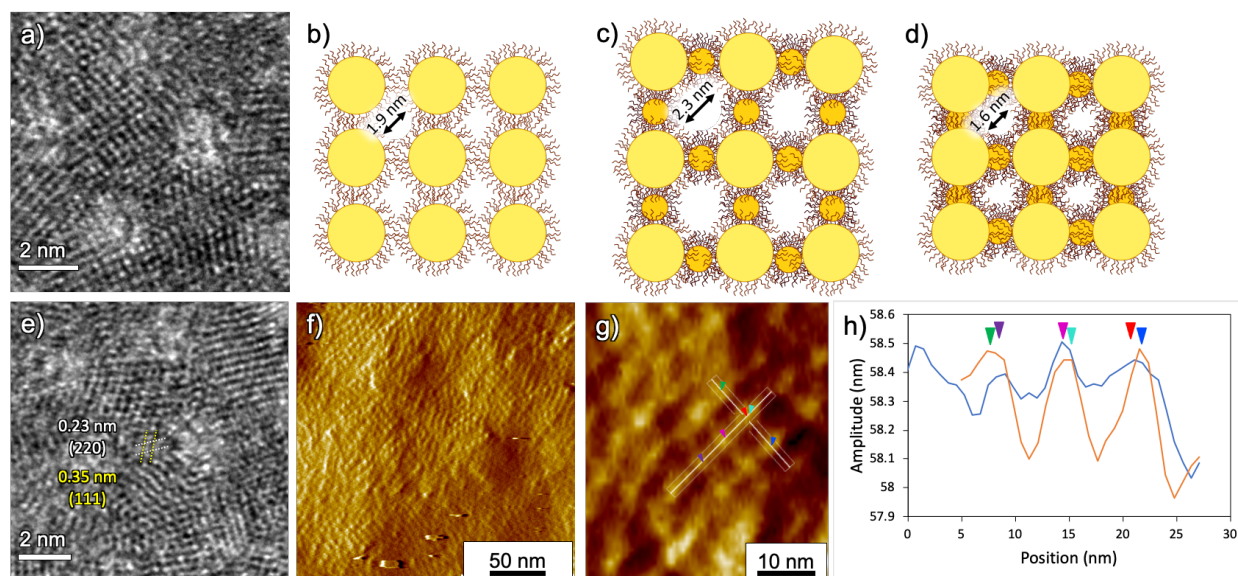 a)
2 nm
b)
1.9 nm
c)
2.3 nm
d)
1.6 nm
e)
0.23 nm
(220)
0.35 nm
(111)
2 nm
f)
50 nm
g)
10 nm
h)
58.6
58.5
58.4
58.3
58.2
58.1
58
57.9
Amplitude (nm)
0 5 10 15 20 25 30
Position (nm)